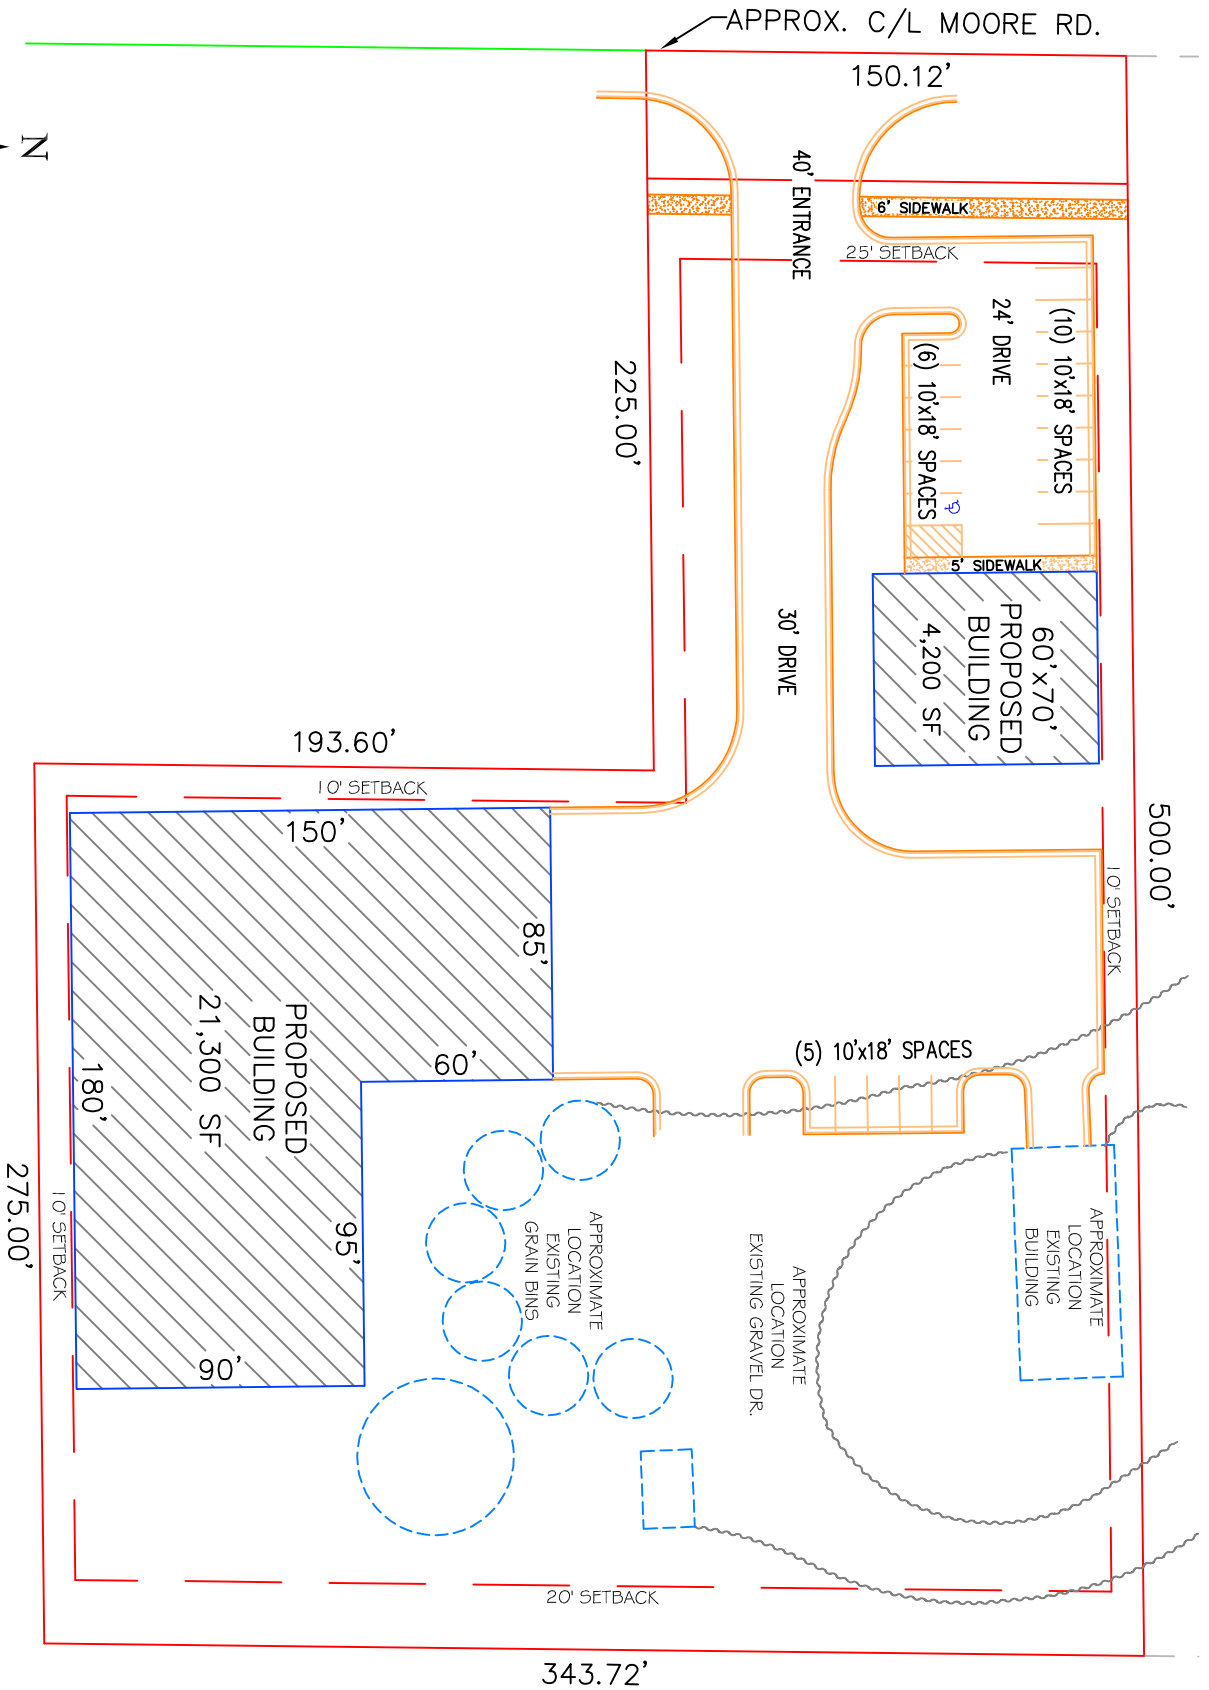 APPROX. C/L MOORE RD.
150.12'
N
40' ENTRANCE
6' SIDEWALK
25' SETBACK
24' DRIVE
(10) 10'x18' SPACES
(6) 10'x18' SPACES
225.00'
5' SIDEWALK
60'x70'
PROPOSED
BUILDING
4,200 SF
30' DRIVE
193.60'
10' SETBACK
150'
500.00'
10' SETBACK
85'
PROPOSED
BUILDING
21,300 SF
60'
(5) 10'x18' SPACES
180'
275.00'
10' SETBACK
95'
90'
APPROXIMATE
LOCATION
EXISTING
GRAIN BINS
APPROXIMATE
LOCATION
EXISTING GRAVEL DR.
APPROXIMATE
LOCATION
EXISTING
BUILDING
20' SETBACK
343.72'